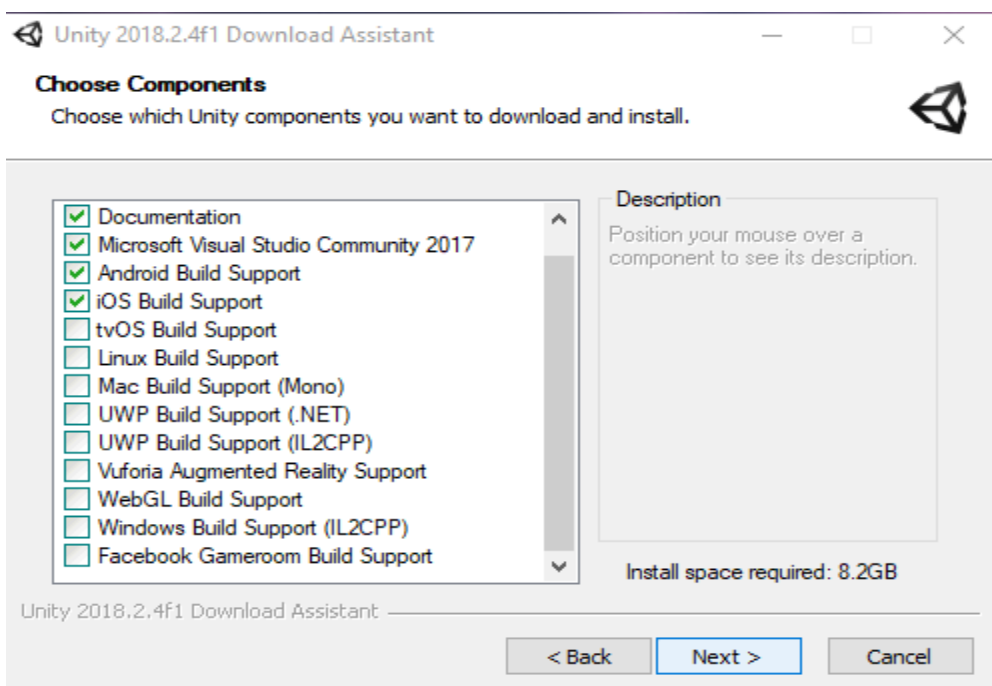 Unity 2018.2.4f1 Download Assistant
Choose Components
Choose which Unity components you want to download and install.
Documentation
Microsoft Visual Studio Community 2017
Android Build Support
iOS Build Support
tvOS Build Support
Linux Build Support
Mac Build Support (Mono)
UWP Build Support (.NET)
UWP Build Support (IL2CPP)
Vuforia Augmented Reality Support
WebGL Build Support
Windows Build Support (IL2CPP)
Facebook Gameroom Build Support
Description
Position your mouse over a
component to see its description.
Install space required: 8.2GB
Unity 2018.2.4f1 Download Assistant
< Back
Next >
Cancel